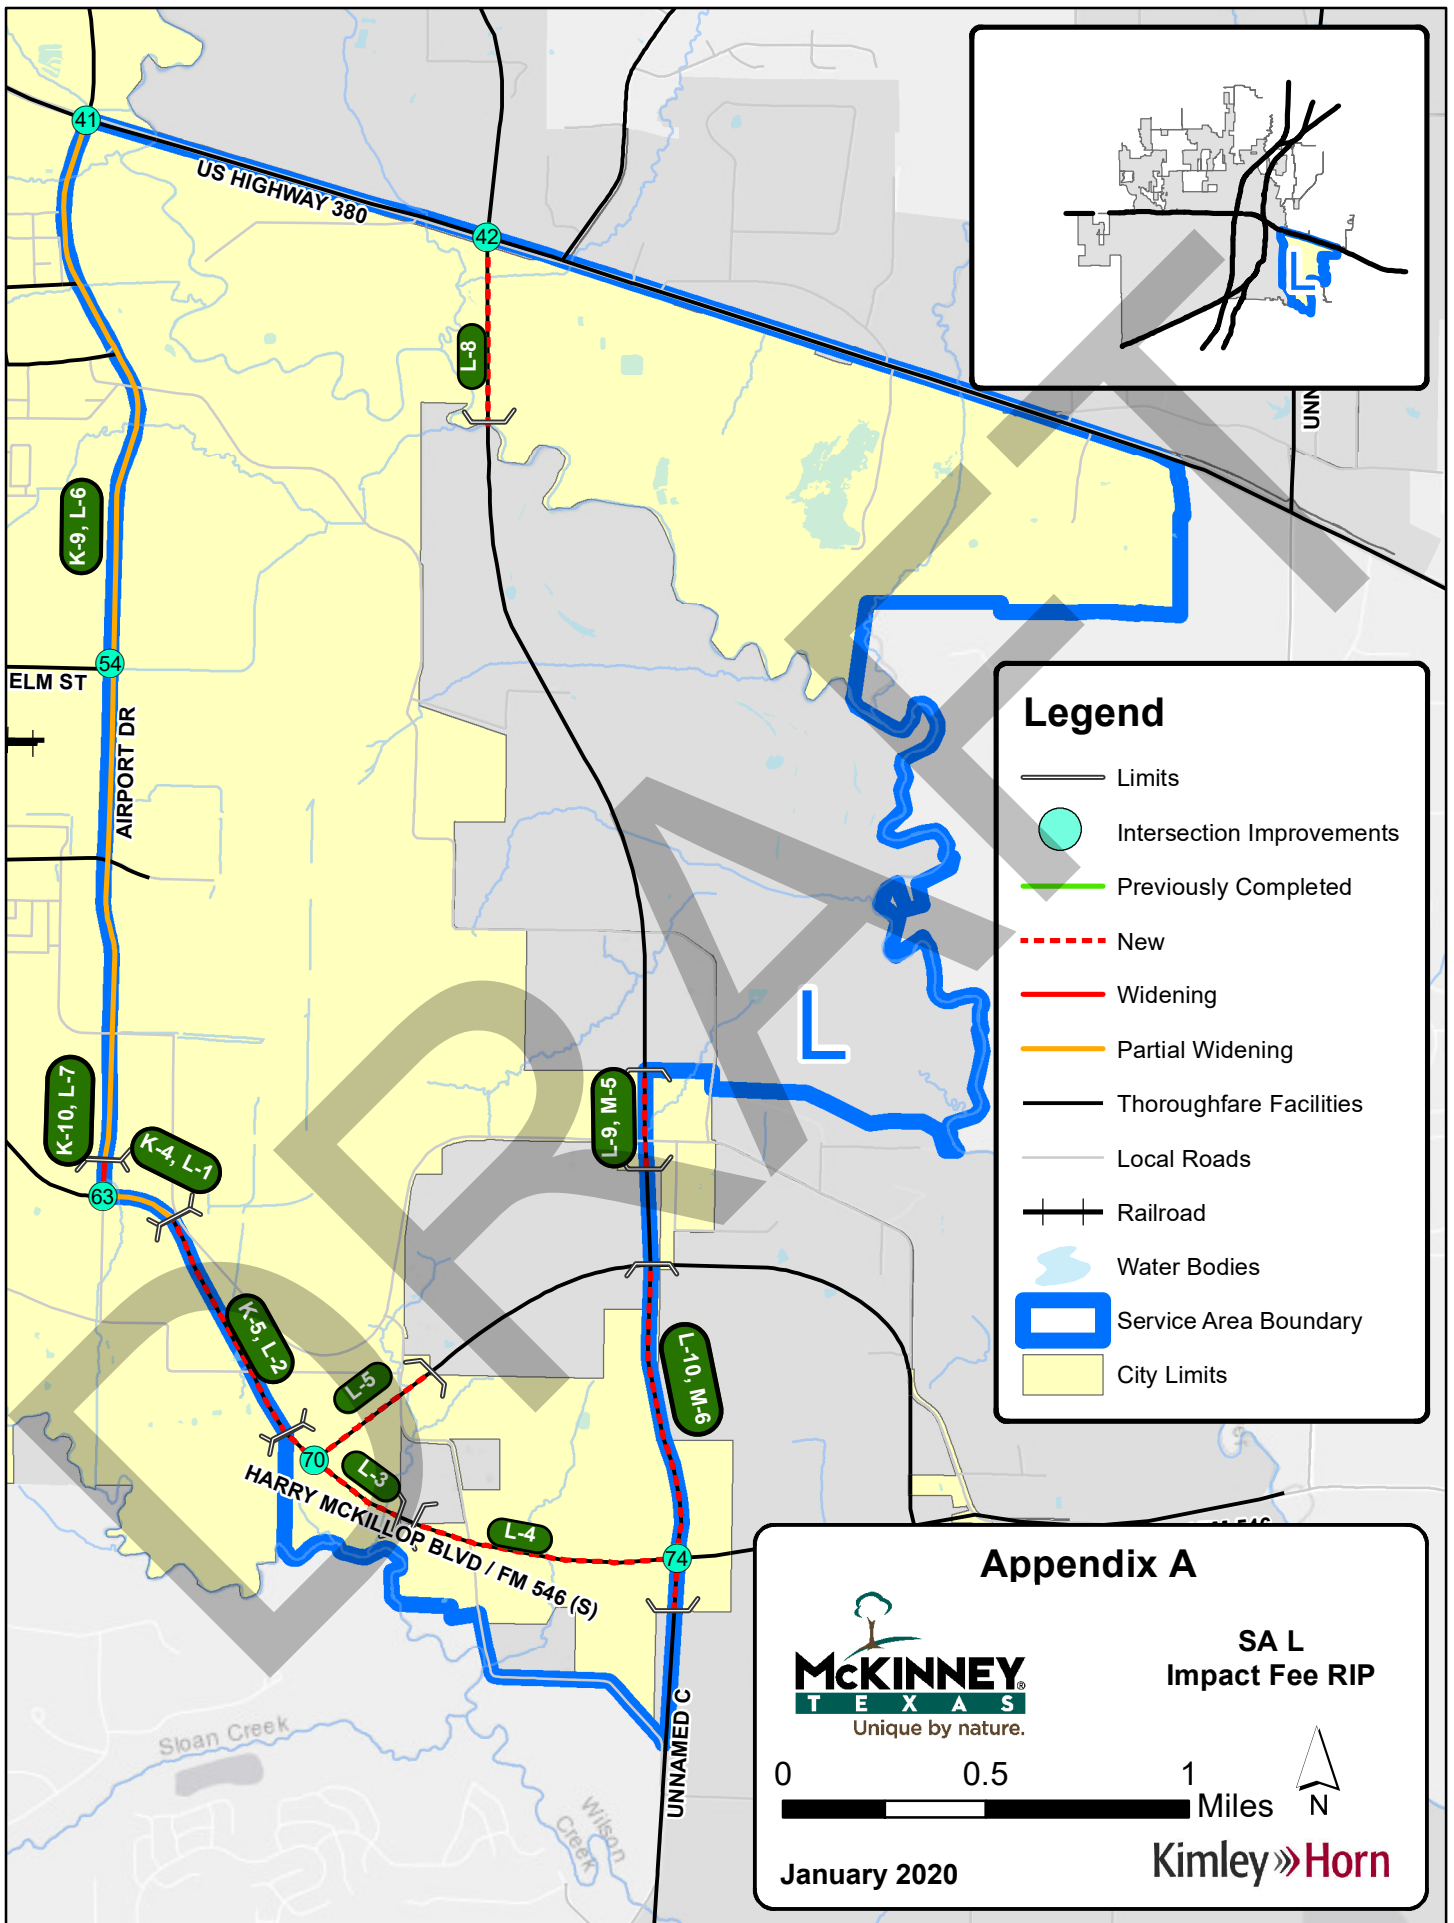 41
US HIGHWAY 380
42
L-8
K-9, L-6
54
ELM ST
AIRPORT DR
L
UNN
L
K-10, L-7
K-4, L-1
63
L-9, M-5
K-5, L-2
L-5
L-10, M-6
70
L-3
L-4
HARRY MCKILLOP BLVD / FM 546 (S)
74
UNNAMED C
Sloan Creek
Wilson
Creek
DRAFT
Legend
Limits
Intersection Improvements
Previously Completed
New
Widening
Partial Widening
Thoroughfare Facilities
Local Roads
Railroad
Water Bodies
Service Area Boundary
City Limits
Appendix A
McKINNEY®
TEXAS
Unique by nature.
SA L
Impact Fee RIP
0 0.5 1
Miles
N
January 2020
Kimley»Horn